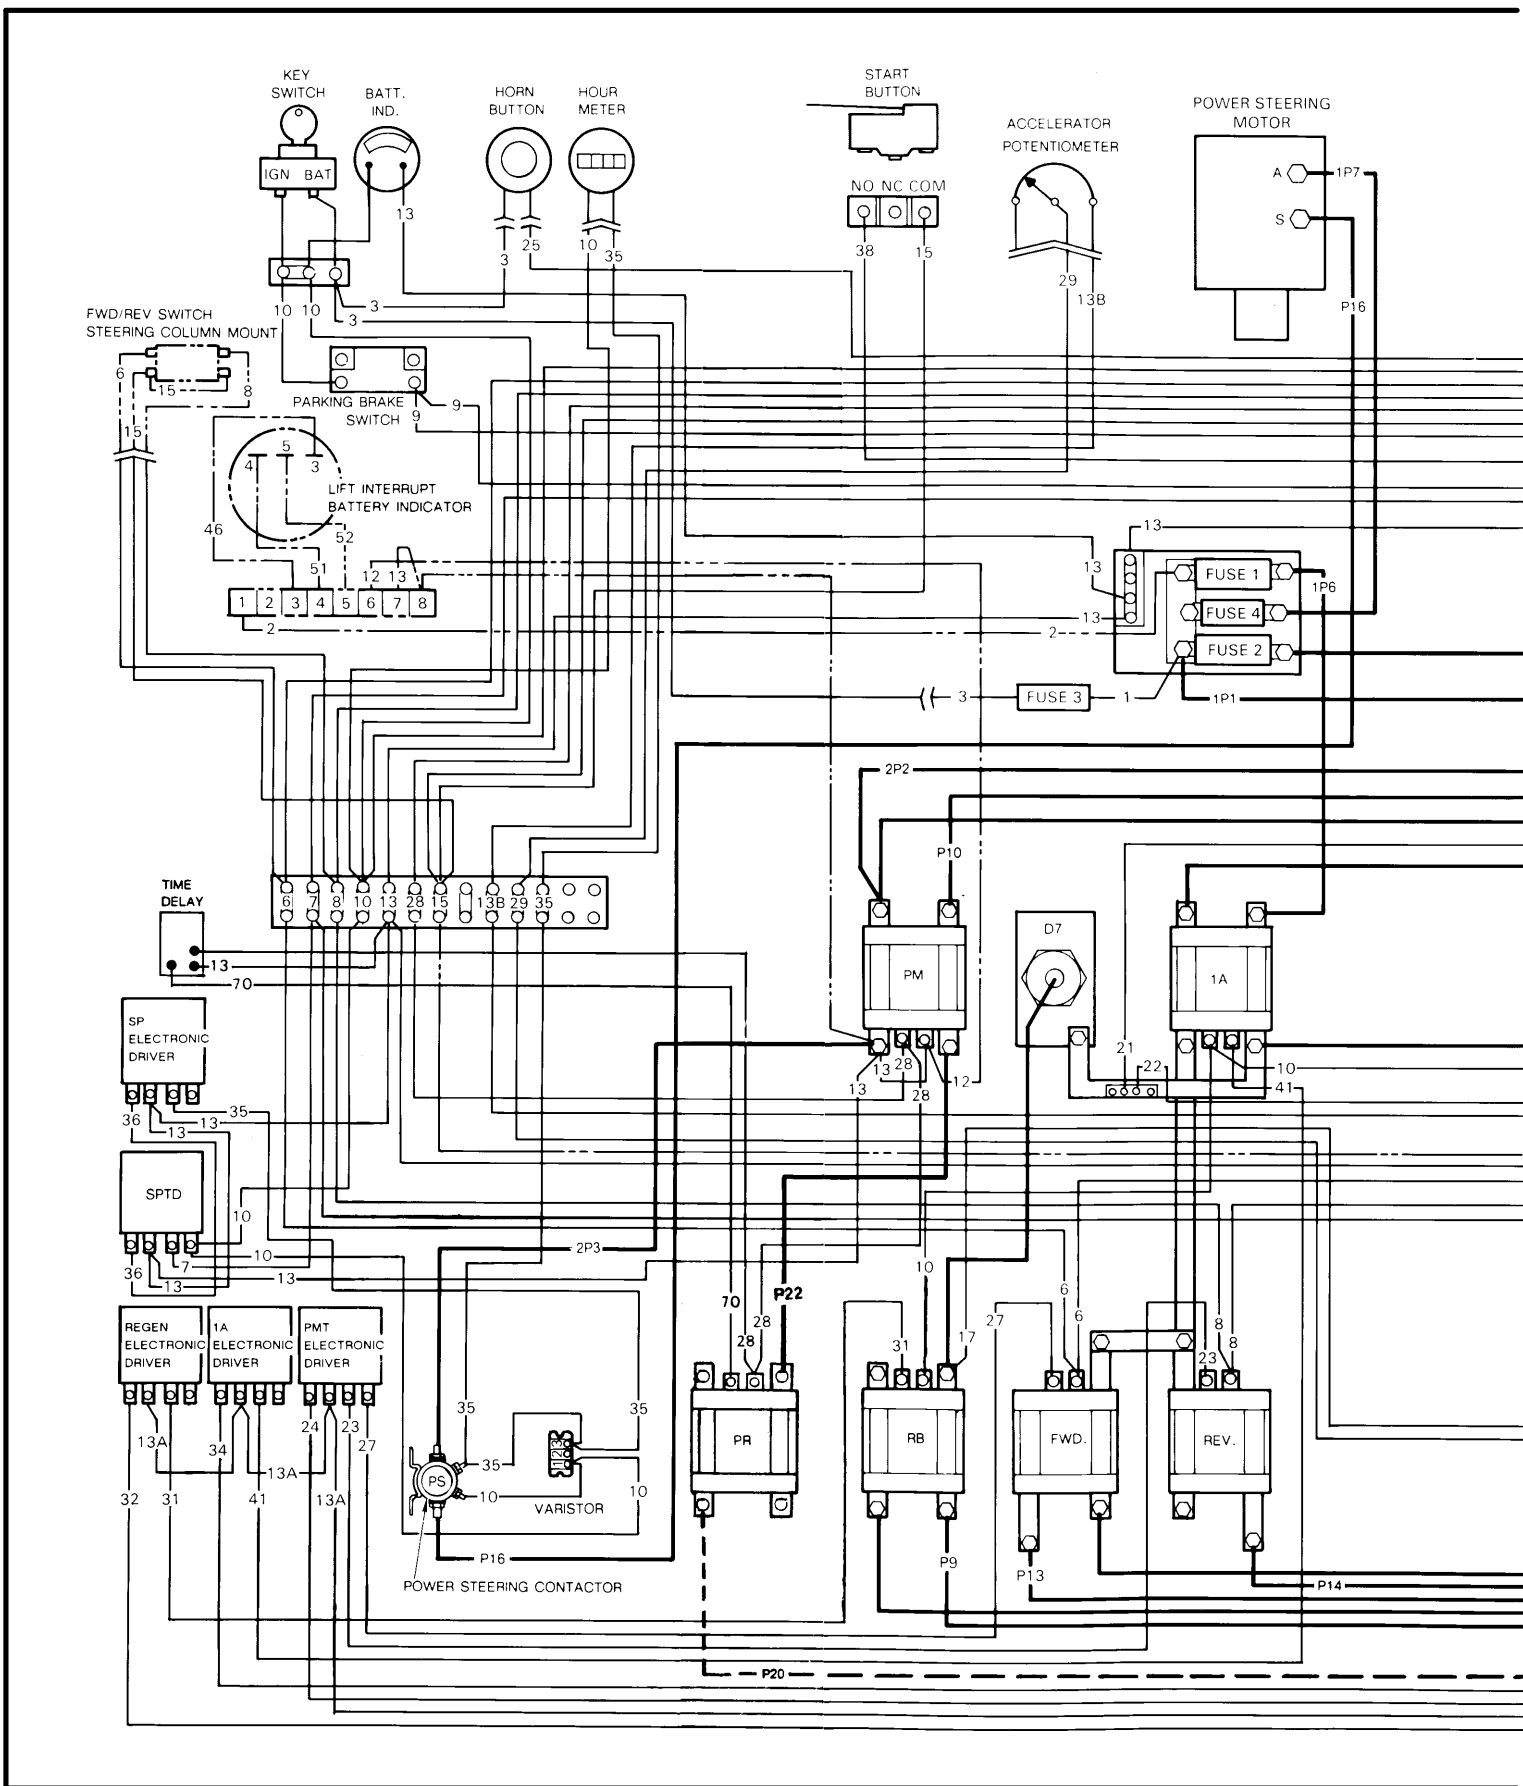 KEY
SWITCH
BATT.
IND.
HORN
BUTTON
HOUR
METER
START
BUTTON
ACCELERATOR
POTENTIOMETER
POWER STEERING
MOTOR
IGN BAT
A
1P7
S
NO NC COM
13
25
10
35
3
38
15
29
13B
P16
10
10
3
3
FWD/REV SWITCH
STEERING COLUMN MOUNT
6
15
8
15
PARKING BRAKE
SWITCH
9
9
5
4
3
LIFT INTERRUPT
BATTERY INDICATOR
46
52
51
12
13
1 2 3 4 5 6 7 8
2
2
13
13
13
FUSE 1
1P6
FUSE 4
FUSE 2
3
FUSE 3
1
1P1
2P2
P10
TIME
DELAY
6 7 8 10 13 28 15 13B 29 35
13
70
PM
D7
1A
SP
ELECTRONIC
DRIVER
13
28
13
28
12
21
22
10
41
36
35
13
13
SPTD
10
10
36
7
13
13
2P3
70
28
28
P22
10
6
6
8
8
REGEN
ELECTRONIC
DRIVER
1A
ELECTRONIC
DRIVER
PMT
ELECTRONIC
DRIVER
31
17
27
23
13A
34
13A
24
23
27
32
31
41
13A
35
35
35
PS
10
3
2
1
10
VARISTOR
PR
RB
FWD.
REV.
P16
POWER STEERING CONTACTOR
P9
P13
P14
P20